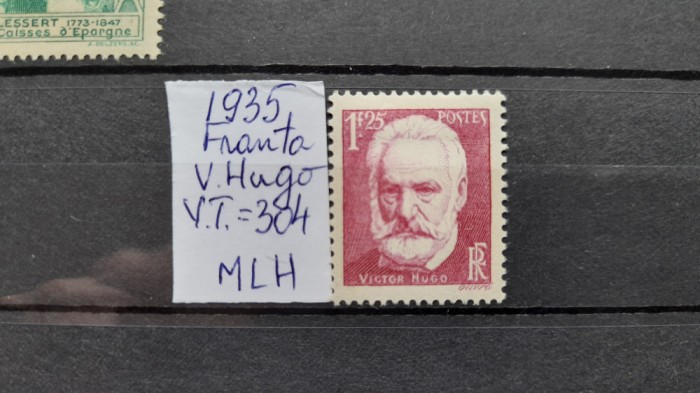 LESSERT 1773-1847
Caisses d'Epargne
1935
Franta
V. Hugo
Y.T. = 304
MLH
1F25 POSTES
VICTOR HUGO
RF